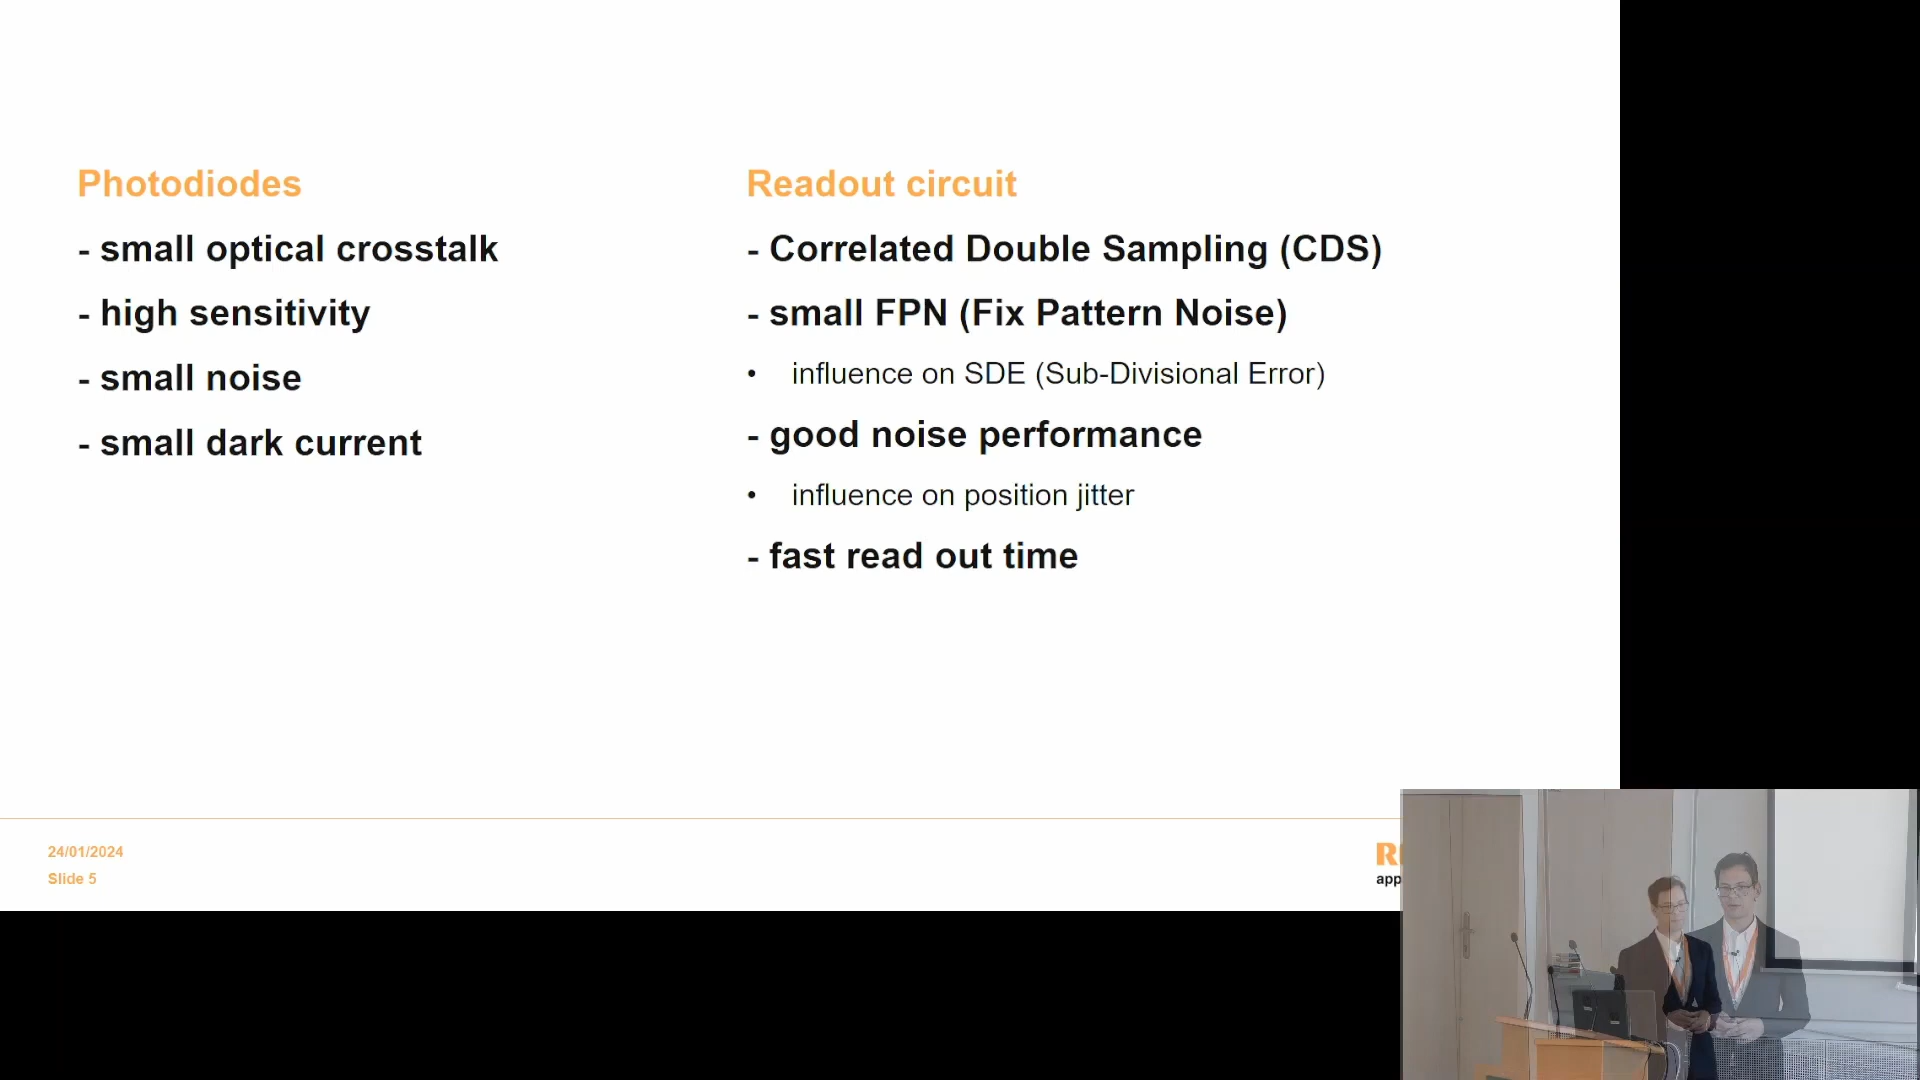 Photodiodes
- small optical crosstalk
- high sensitivity
- small noise
- small dark current
Readout circuit
- Correlated Double Sampling (CDS)
- small FPN (Fix Pattern Noise)
• influence on SDE (Sub-Divisional Error)
- good noise performance
• influence on position jitter
- fast read out time
24/01/2024
Slide 5